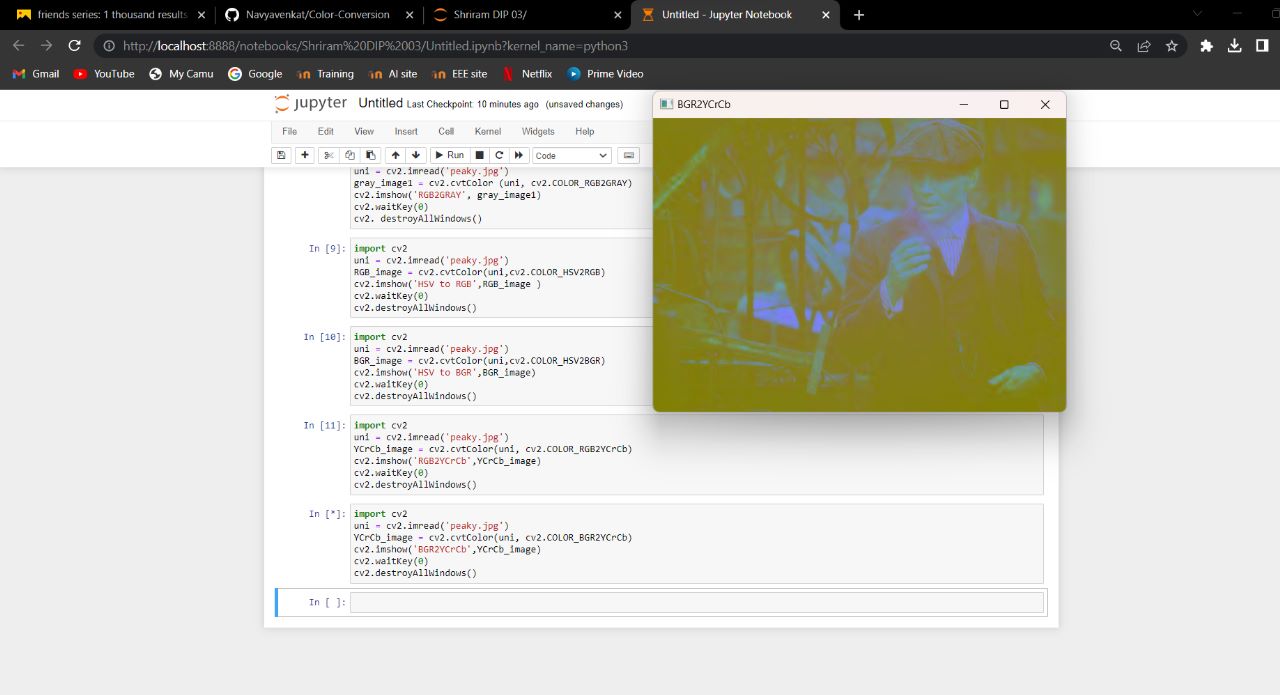 friends series: 1 thousand results
Navyavenkat/Color-Conversion
Shriram DIP 03/
Untitled - Jupyter Notebook
http://localhost:8888/notebooks/Shriram%20DIP%2003/Untitled.ipynb?kernel_name=python3
Gmail
YouTube
My Camu
Google
Training
AI site
EEE site
Netflix
Prime Video
jupyter Untitled Last Checkpoint: 10 minutes ago (unsaved changes)
BGR2YCrCb
File Edit View Insert Cell Kernel Widgets Help
Run
Code
uni = cv2.imread('peaky.jpg')
gray_image1 = cv2.cvtColor (uni, cv2.COLOR_RGB2GRAY)
cv2.imshow('RGB2GRAY', gray_image1)
cv2.waitKey(0)
cv2. destroyAllWindows()
In [9]: import cv2
uni = cv2.imread('peaky.jpg')
RGB_image = cv2.cvtColor(uni,cv2.COLOR_HSV2RGB)
cv2.imshow('HSV to RGB',RGB_image )
cv2.waitKey(0)
cv2.destroyAllWindows()
In [10]: import cv2
uni = cv2.imread('peaky.jpg')
BGR_image = cv2.cvtColor(uni,cv2.COLOR_HSV2BGR)
cv2.imshow('HSV to BGR',BGR_image)
cv2.waitKey(0)
cv2.destroyAllWindows()
In [11]: import cv2
uni = cv2.imread('peaky.jpg')
YCrCb_image = cv2.cvtColor(uni, cv2.COLOR_RGB2YCrCb)
cv2.imshow('RGB2YCrCb',YCrCb_image)
cv2.waitKey(0)
cv2.destroyAllWindows()
In [*]: import cv2
uni = cv2.imread('peaky.jpg')
YCrCb_image = cv2.cvtColor(uni, cv2.COLOR_BGR2YCrCb)
cv2.imshow('BGR2YCrCb',YCrCb_image)
cv2.waitKey(0)
cv2.destroyAllWindows()
In [ ]: